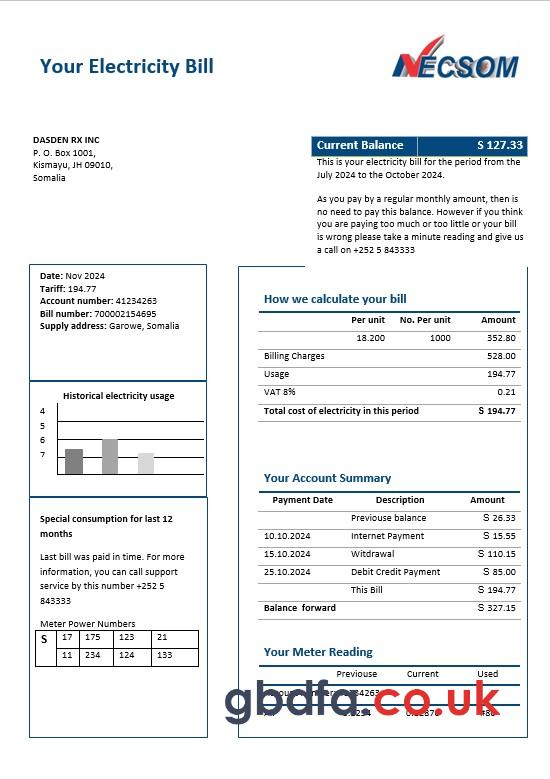 Your Electricity Bill
NECSOM
DASDEN RX INC
P. O. Box 1001,
Kismayu, JH 09010,
Somalia
Current Balance S 127.33
This is your electricity bill for the period from the
July 2024 to the October 2024.
As you pay by a regular monthly amount, then is
no need to pay this balance. However if you think
you are paying too much or too little or your bill
is wrong please take a minute reading and give us
a call on +252 5 843333
Date: Nov 2024
Tariff: 194.77
Account number: 41234263
Bill number: 700002154695
Supply address: Garowe, Somalia
Historical electricity usage
4
5
6
7
Special consumption for last 12
months
Last bill was paid in time. For more
information, you can call support
service by this number +252 5
843333
Meter Power Numbers
S 17 175 123 21
11 234 124 133
How we calculate your bill
Per unit No. Per unit Amount
18.200 1000 352.80
Billing Charges 528.00
Usage 194.77
VAT 8% 0.21
Total cost of electricity in this period S 194.77
Your Account Summary
Payment Date Description Amount
Previouse balance S 26.33
10.10.2024 Internet Payment S 15.55
15.10.2024 Witdrawal S 110.15
25.10.2024 Debit Credit Payment S 85.00
This Bill S 194.77
Balance forward S 327.15
Your Meter Reading
Previouse Current Used
gbdfa.co.uk